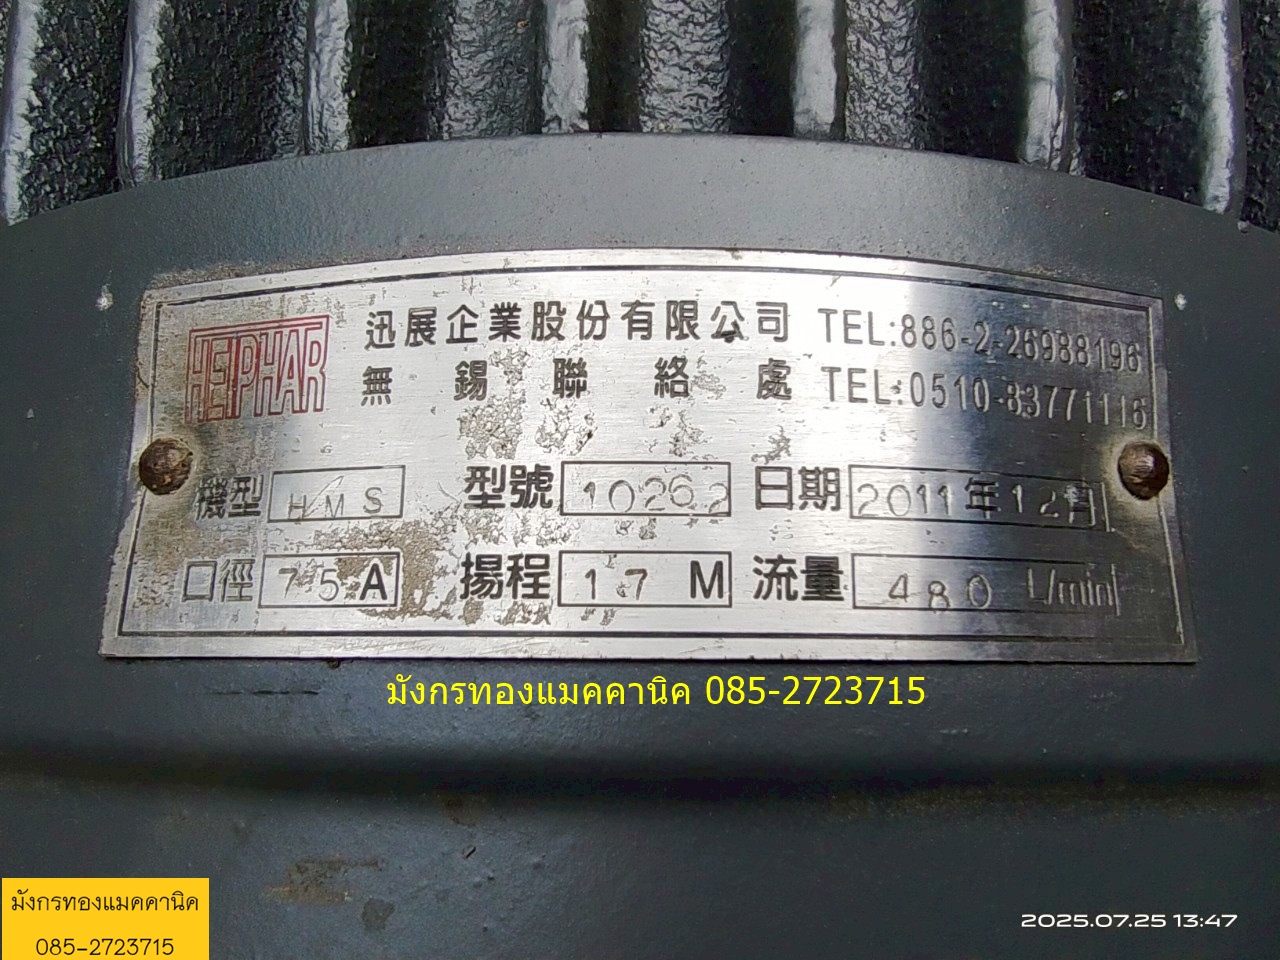 HEIPHAR
迅展企業股份有限公司 TEL:886-2-26988196
無錫聯絡處 TEL:0510-83771116
機型 HMS 型號 10262 日期 2011年12月
口徑 75A 揚程 17 M 流量 480 L/min
มังกรทองแมคคานิค 085-2723715
มังกรทองแมคคานิค
085-2723715
2025.07.25 13:47